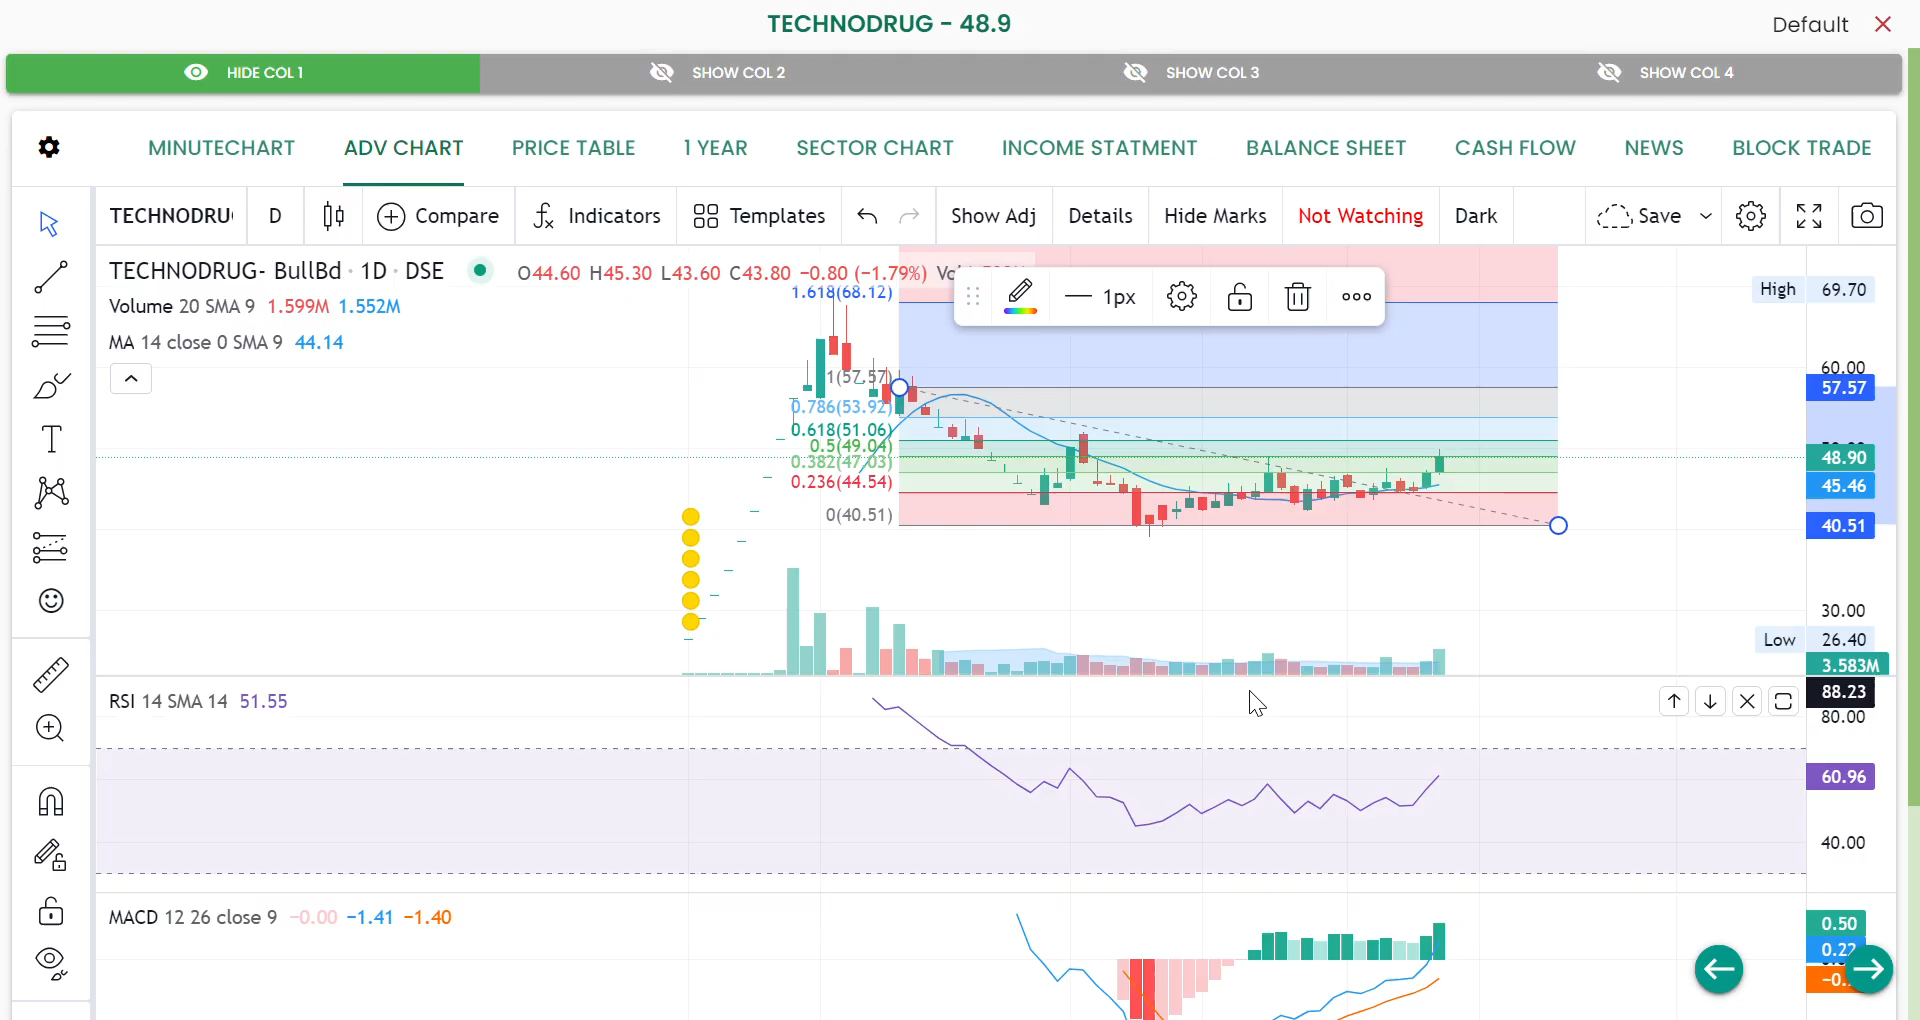 TECHNODRUG - 48.9
Default
HIDE COL 1
SHOW COL 2
SHOW COL 3
SHOW COL 4
MINUTECHART
ADV CHART
PRICE TABLE
1 YEAR
SECTOR CHART
INCOME STATMENT
BALANCE SHEET
CASH FLOW
NEWS
BLOCK TRADE
TECHNODRU
D
Compare
Indicators
Templates
Show Adj
Details
Hide Marks
Not Watching
Dark
Save
TECHNODRUG- BullBd · 1D · DSE
O44.60 H45.30 L43.60 C43.80 −0.80 (−1.79%)
1px
Volume 20 SMA 9 1.599M 1.552M
MA 14 close 0 SMA 9 44.14
1.618(68.12)
1(57.57)
0.786(53.92)
0.618(51.06)
0.5(49.04)
0.382(47.03)
0.236(44.54)
0(40.51)
High 69.70
60.00
57.57
48.90
45.46
40.51
30.00
Low 26.40
3.583M
RSI 14 SMA 14 51.55
88.23
80.00
60.96
40.00
MACD 12 26 close 9 −0.00 −1.41 −1.40
0.50
0.22